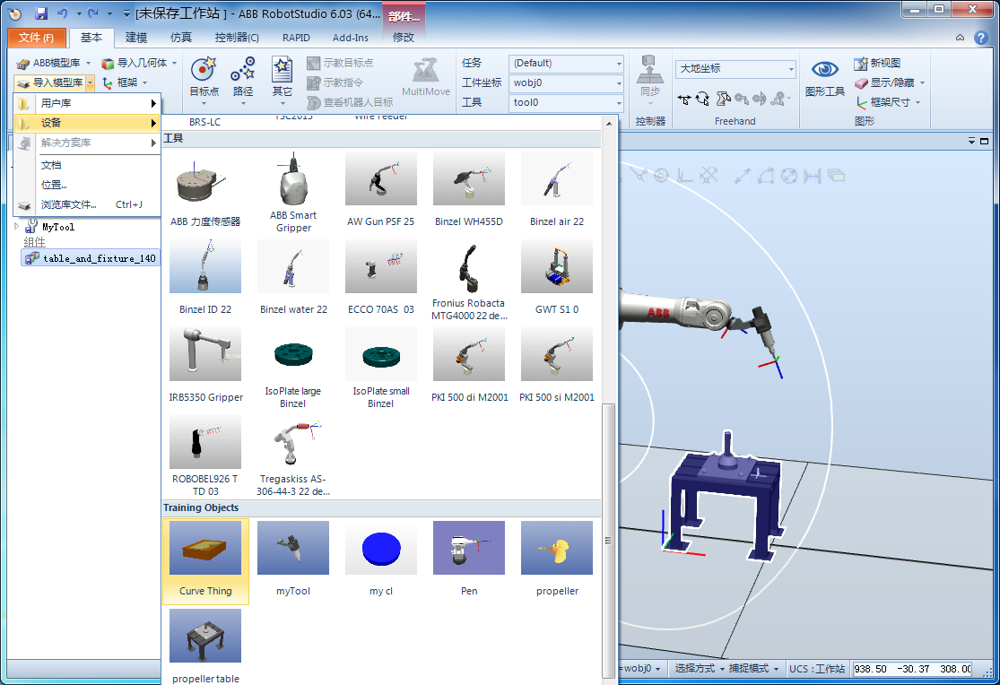 [未保存工作站 ] - ABB RobotStudio 6.03 (64...
部件...
文件 (F)
基本
建模
仿真
控制器(C)
RAPID
Add-Ins
修改
ABB模型库
导入几何体
导入模型库
框架
目标点
路径
其它
示教目标点
示教指令
查看机器人目标
MultiMove
任务
(Default)
工件坐标
wobj0
工具
tool0
同步
控制器
大地坐标
Freehand
图形工具
新视图
显示/隐藏
框架尺寸
图形
用户库
设备
解决方案库
文档
位置...
浏览库文件... Ctrl+J
MyTool
组件
table_and_fixture_140
BRS-LC
TSC2013
Wire Feeder
工具
ABB 力度传感器
ABB Smart
Gripper
AW Gun PSF 25
Binzel WH455D
Binzel air 22
Binzel ID 22
Binzel water 22
ECCO 70AS 03
Fronius Robacta
MTG4000 22 de...
GWT S1 0
IRB5350 Gripper
IsoPlate large
Binzel
IsoPlate small
Binzel
PKI 500 di M2001
PKI 500 si M2001
ROBOBEL926 T
TD 03
Tregaskiss AS-
306-44-3 22 de...
Training Objects
Curve Thing
myTool
my cl
Pen
propeller
propeller table
ABB
=wobj0
选择方式
捕捉模式
UCS : 工作站
938.50 -30.37 308.00